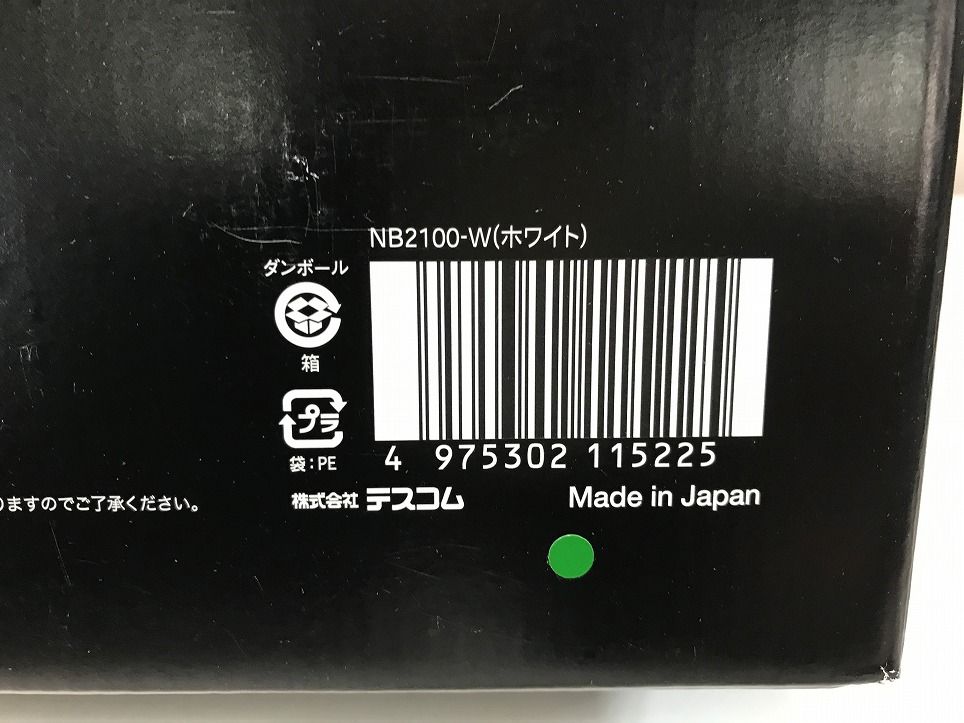 NB2100-W(ホワイト)
ダンボール
箱
プラ
袋:PE
4 975302 115225
りますのでご了承ください。
株式会社 テスコム
Made in Japan